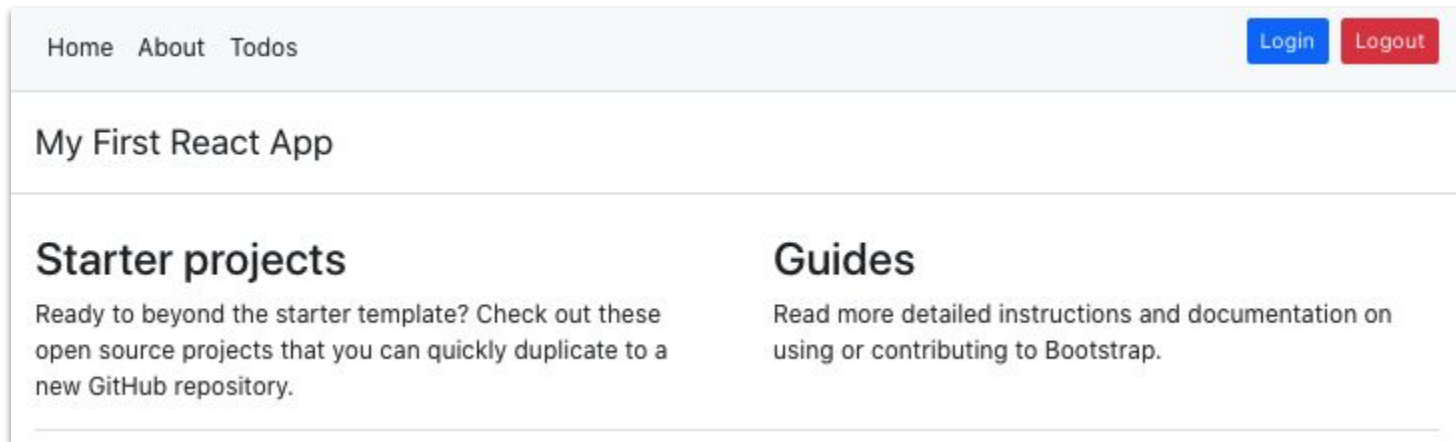 Home About Todos Login Logout
My First React App
Starter projects
Ready to beyond the starter template? Check out these
open source projects that you can quickly duplicate to a
new GitHub repository.
Guides
Read more detailed instructions and documentation on
using or contributing to Bootstrap.